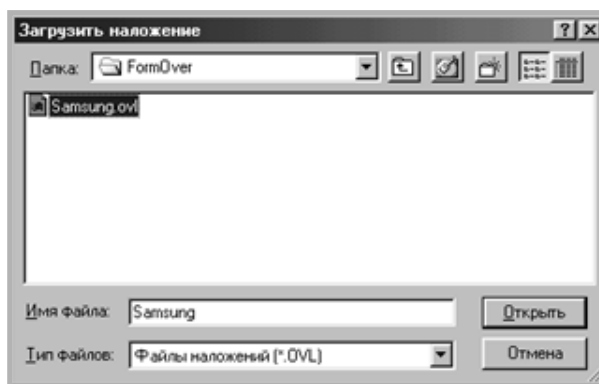 Загрузить наложение
Папка: FormOver
Samsung.ovl
Имя файла: Samsung
Открыть
Тип файлов: Файлы наложений (*.OVL)
Отмена